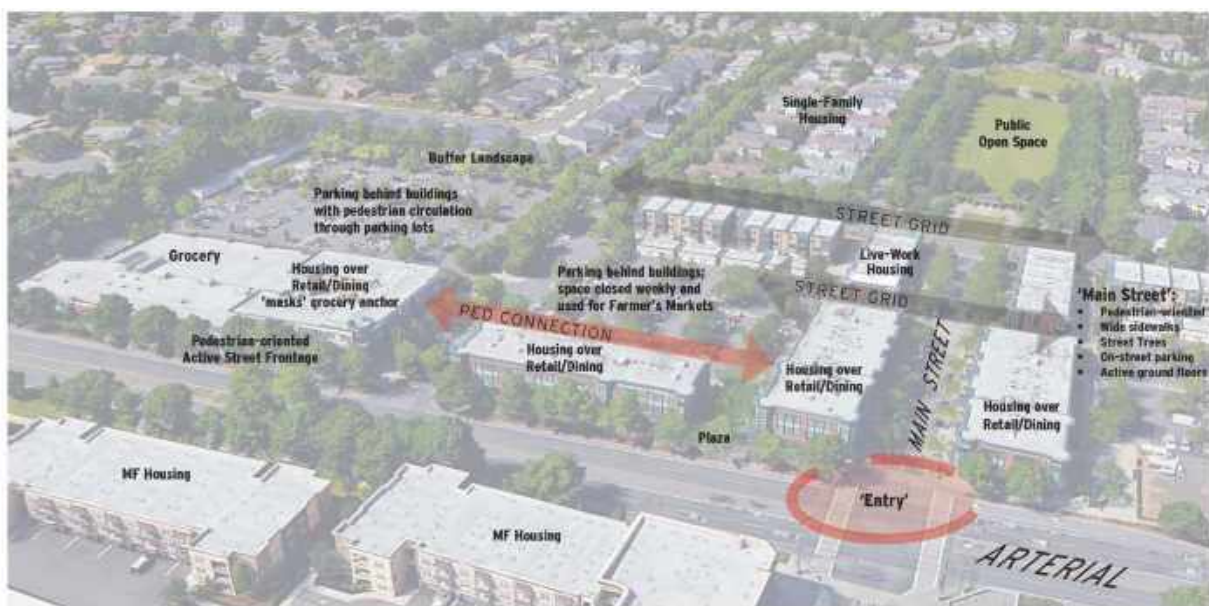 Single-Family
Housing
Public
Open Space
Buffer Landscape
Parking behind buildings
with pedestrian circulation
through parking lots
STREET GRID
Grocery
Live-Work
Housing
Housing over
Retail/Dining
'masks' grocery anchor
Parking behind buildings;
space closed weekly and
used for Farmer's Markets
STREET GRID
'Main Street':
• Pedestrian-oriented
• Wide sidewalks
• Street Trees
• On-street parking
• Active ground floors
PED CONNECTION
Pedestrian-oriented
Active Street Frontage
Housing over
Retail/Dining
Housing over
Retail/Dining
MAIN STREET
Housing over
Retail/Dining
Plaza
MF Housing
'Entry'
MF Housing
ARTERIAL